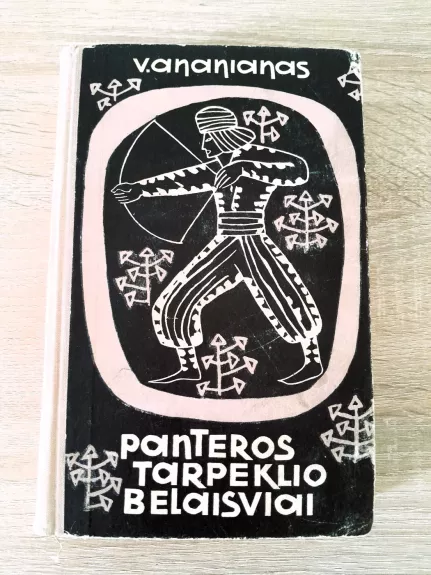 v.ananianas
panTEROS
TARPEKLIO
BELAISVIAI